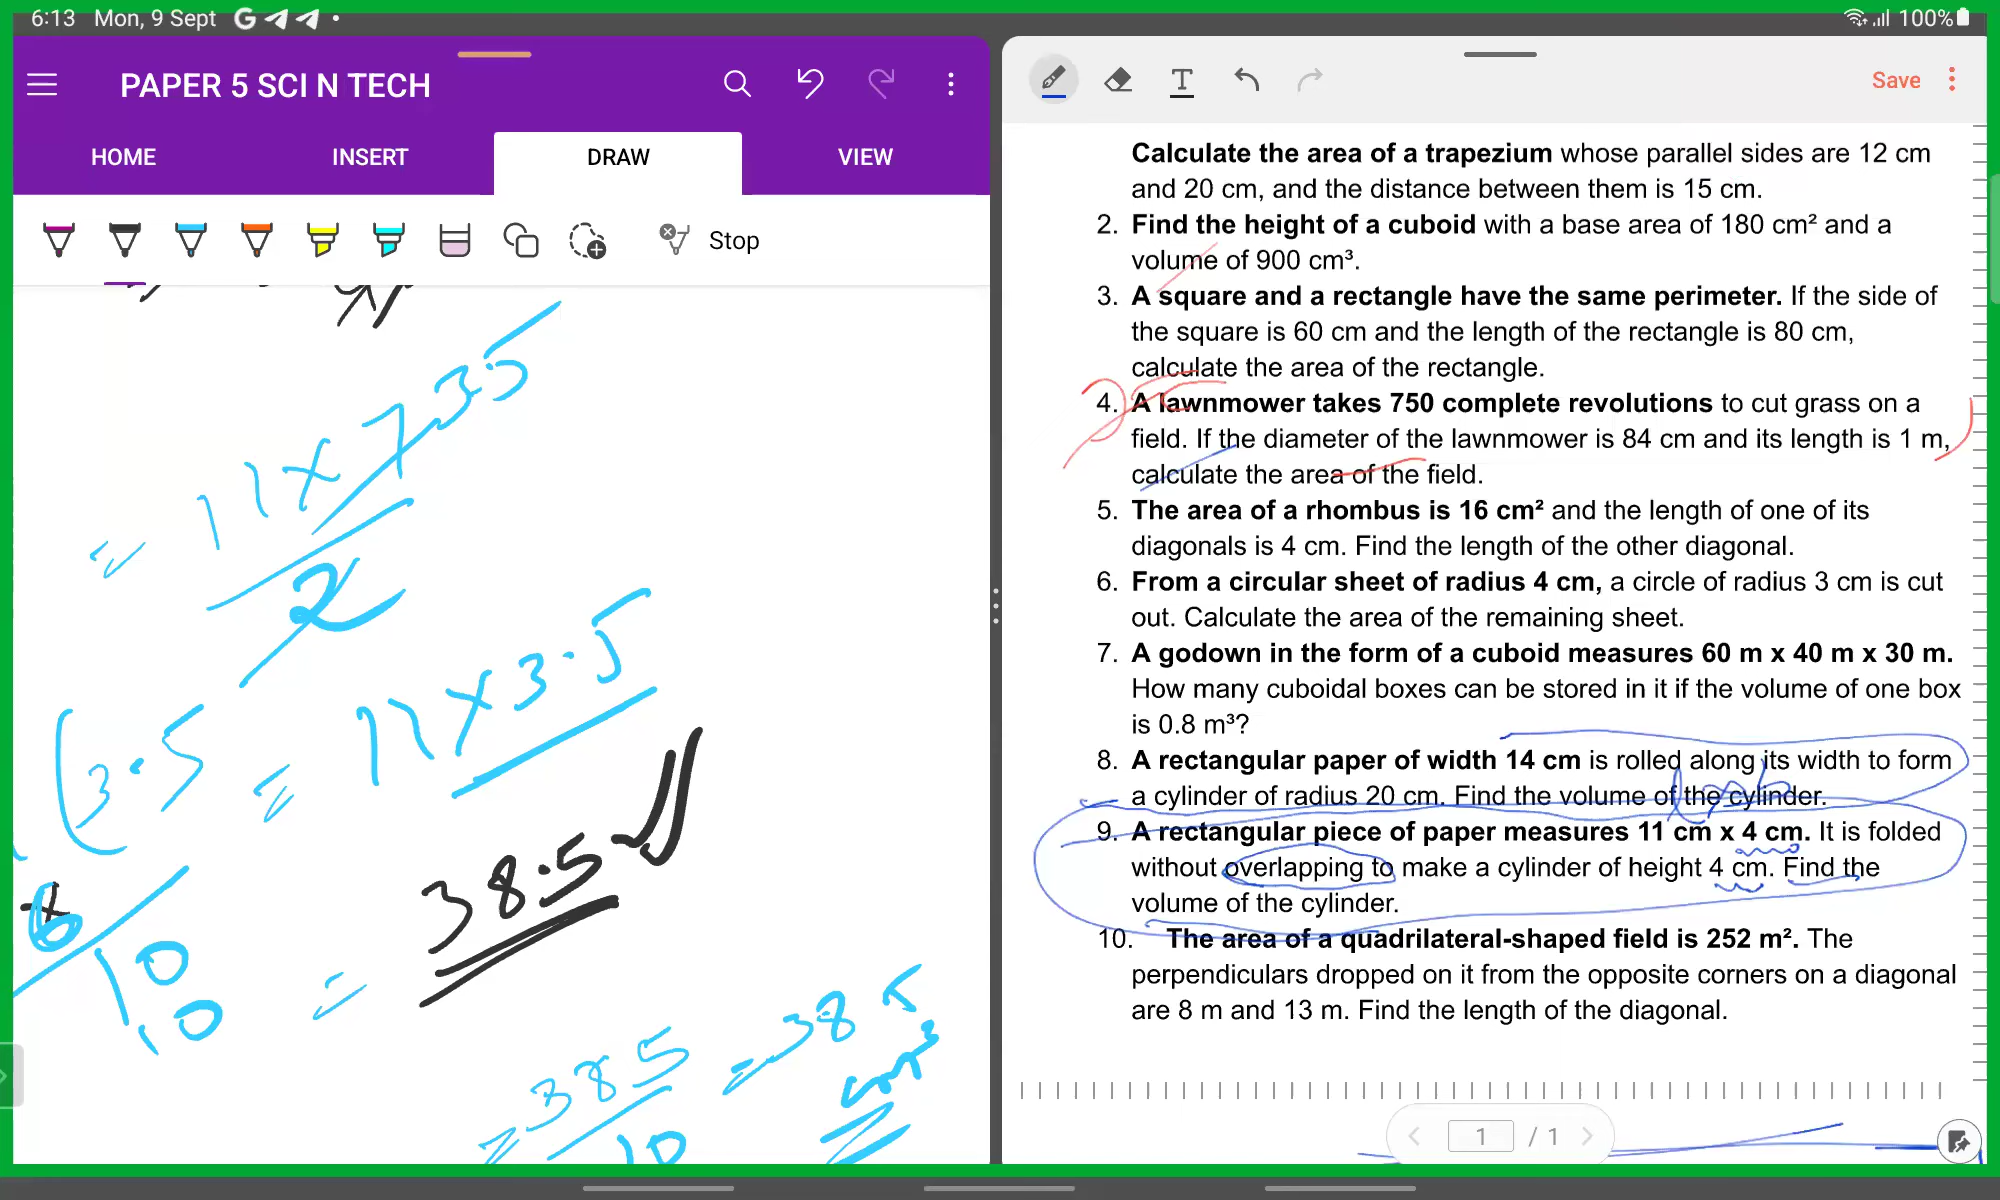 6:13 Mon, 9 Sept
100%
PAPER 5 SCI N TECH
HOME INSERT DRAW VIEW
Stop
= 11 x 7 3.5
2
(3.5
= 11 x 3.5
= 38.5
6
10
10
= 385
10
= 38.5
cm³
Save
Calculate the area of a trapezium whose parallel sides are 12 cm
and 20 cm, and the distance between them is 15 cm.
2. Find the height of a cuboid with a base area of 180 cm² and a
volume of 900 cm³.
3. A square and a rectangle have the same perimeter. If the side of
the square is 60 cm and the length of the rectangle is 80 cm,
calculate the area of the rectangle.
4. A lawnmower takes 750 complete revolutions to cut grass on a
field. If the diameter of the lawnmower is 84 cm and its length is 1 m,
calculate the area of the field.
5. The area of a rhombus is 16 cm² and the length of one of its
diagonals is 4 cm. Find the length of the other diagonal.
6. From a circular sheet of radius 4 cm, a circle of radius 3 cm is cut
out. Calculate the area of the remaining sheet.
7. A godown in the form of a cuboid measures 60 m x 40 m x 30 m.
How many cuboidal boxes can be stored in it if the volume of one box
is 0.8 m³?
8. A rectangular paper of width 14 cm is rolled along its width to form
a cylinder of radius 20 cm. Find the volume of the cylinder.
l x b
9. A rectangular piece of paper measures 11 cm x 4 cm. It is folded
without overlapping to make a cylinder of height 4 cm. Find the
volume of the cylinder.
10. The area of a quadrilateral-shaped field is 252 m². The
perpendiculars dropped on it from the opposite corners on a diagonal
are 8 m and 13 m. Find the length of the diagonal.
1 / 1